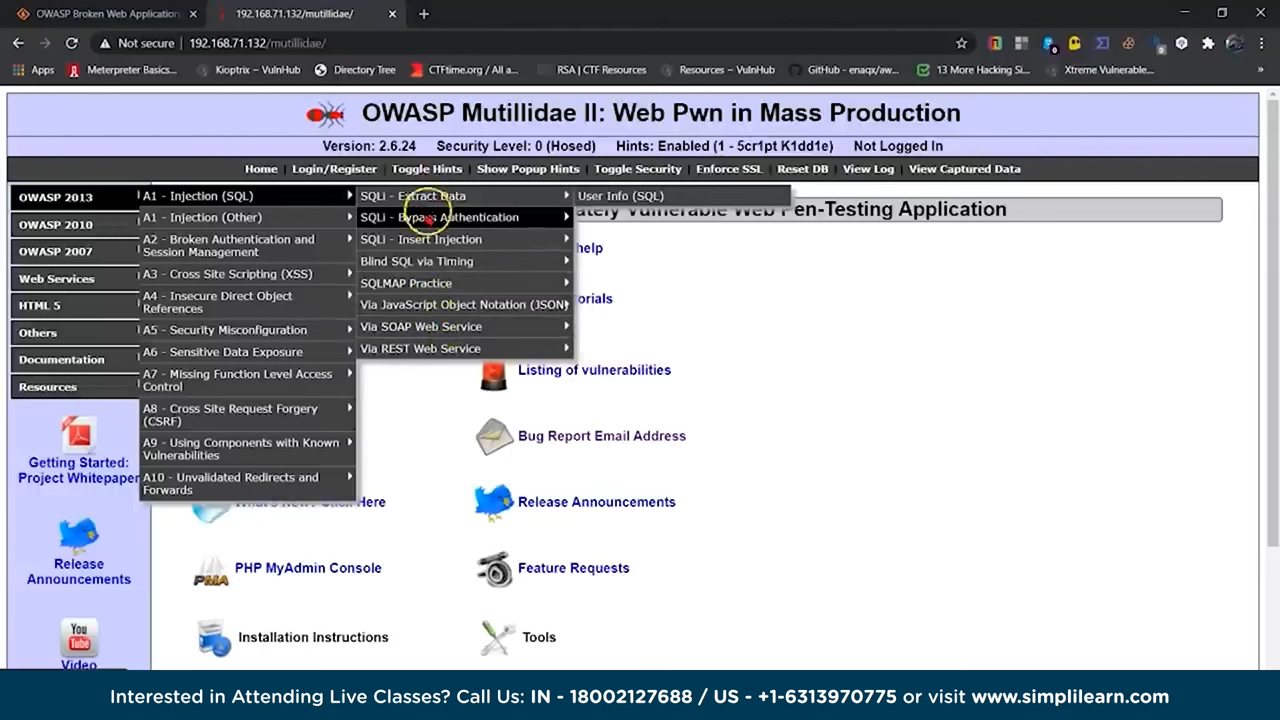 OWASP Broken Web Application
192.168.71.132/mutillidae/
Not secure
192.168.71.132/mutillidae/
Apps
Meterpreter Basics...
Kioptrix – VulnHub
Directory Tree
CTFtime.org / All a...
RSA | CTF Resources
Resources – VulnHub
GitHub - enaqx/aw...
13 More Hacking Si...
Xtreme Vulnerable...
»
OWASP Mutillidae II: Web Pwn in Mass Production
Version: 2.6.24 Security Level: 0 (Hosed) Hints: Enabled (1 - 5cr1pt K1dd1e) Not Logged In
Home | Login/Register | Toggle Hints | Show Popup Hints | Toggle Security | Enforce SSL | Reset DB | View Log | View Captured Data
OWASP 2013
OWASP 2010
OWASP 2007
Web Services
HTML 5
Others
Documentation
Resources
A1 - Injection (SQL)
A1 - Injection (Other)
A2 - Broken Authentication and
Session Management
A3 - Cross Site Scripting (XSS)
A4 - Insecure Direct Object
References
A5 - Security Misconfiguration
A6 - Sensitive Data Exposure
A7 - Missing Function Level Access
Control
A8 - Cross Site Request Forgery
(CSRF)
A9 - Using Components with Known
Vulnerabilities
A10 - Unvalidated Redirects and
Forwards
SQLi - Extract Data
SQLi - Bypass Authentication
SQLi - Insert Injection
Blind SQL via Timing
SQLMAP Practice
Via JavaScript Object Notation (JSON)
Via SOAP Web Service
Via REST Web Service
User Info (SQL)
Vulnerable Web Pen-Testing Application
help
Listing of vulnerabilities
Bug Report Email Address
What's New? Click Here
Release Announcements
PHP MyAdmin Console
Feature Requests
Installation Instructions
Tools
Getting Started:
Project Whitepaper
Release
Announcements
You
Tube
Video
PMA
Interested in Attending Live Classes? Call Us: IN - 18002127688 / US - +1-6313970775 or visit www.simplilearn.com